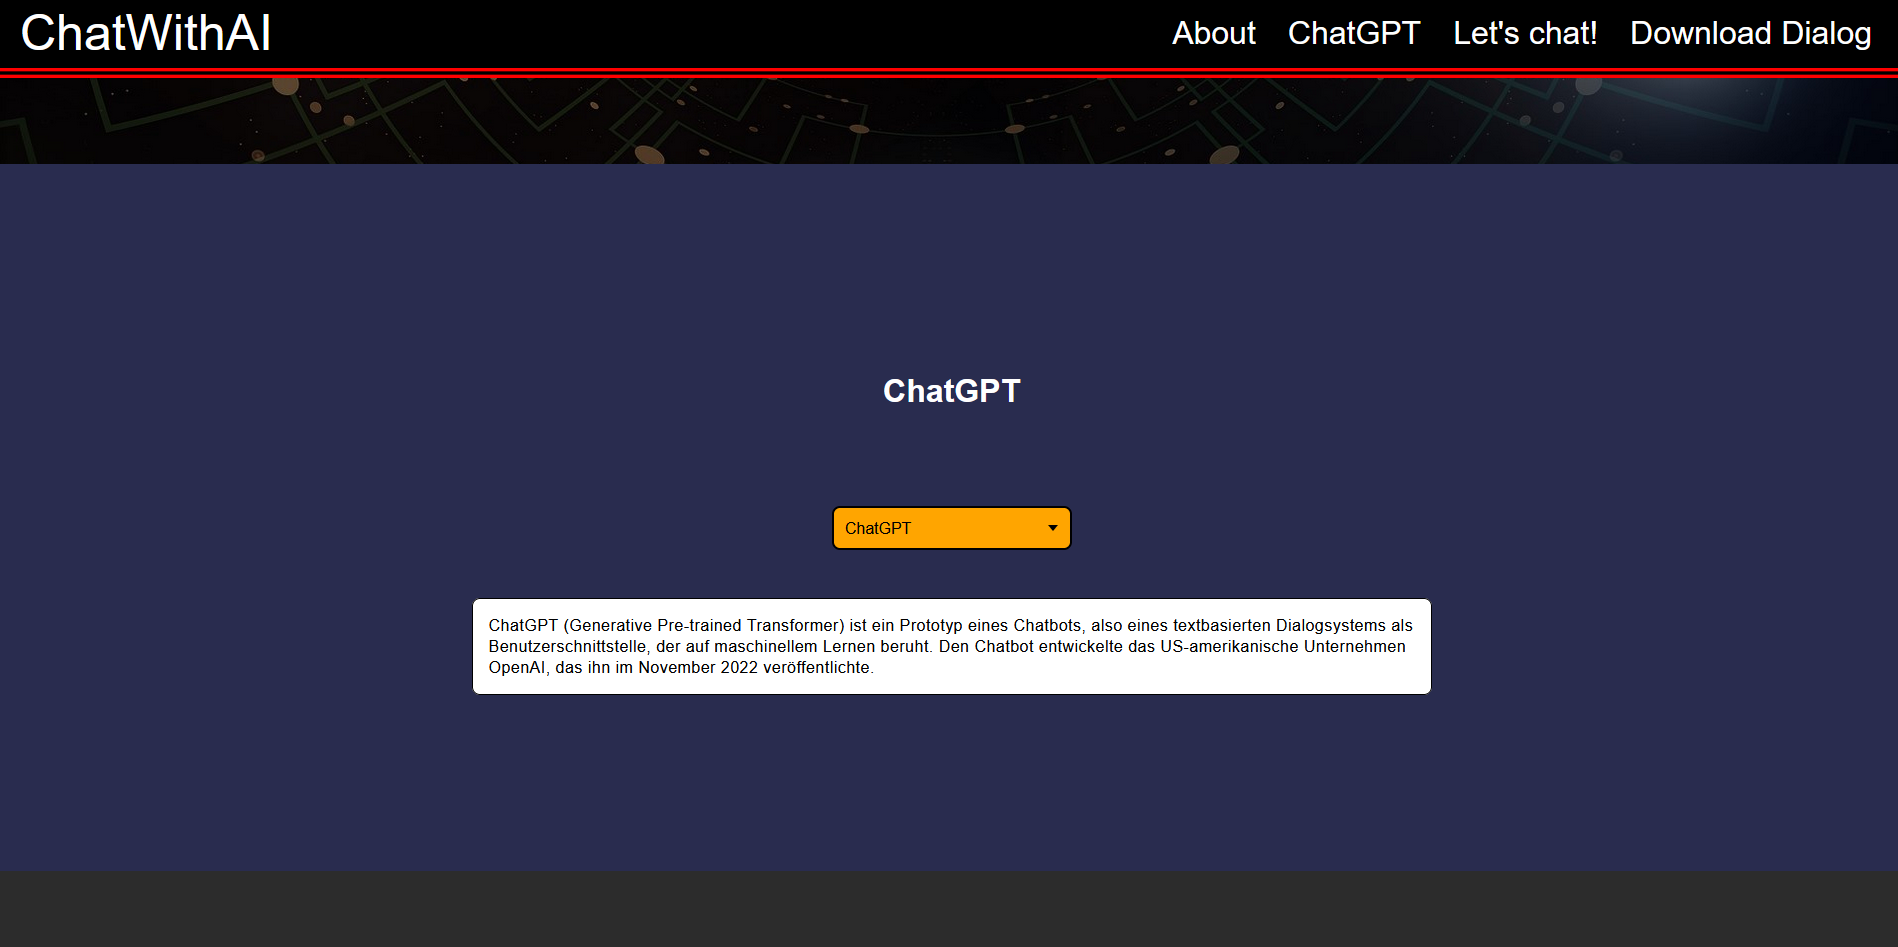 ChatWithAI
About ChatGPT Let's chat! Download Dialog
ChatGPT
ChatGPT
ChatGPT (Generative Pre-trained Transformer) ist ein Prototyp eines Chatbots, also eines textbasierten Dialogsystems als
Benutzerschnittstelle, der auf maschinellem Lernen beruht. Den Chatbot entwickelte das US-amerikanische Unternehmen
OpenAI, das ihn im November 2022 veröffentlichte.